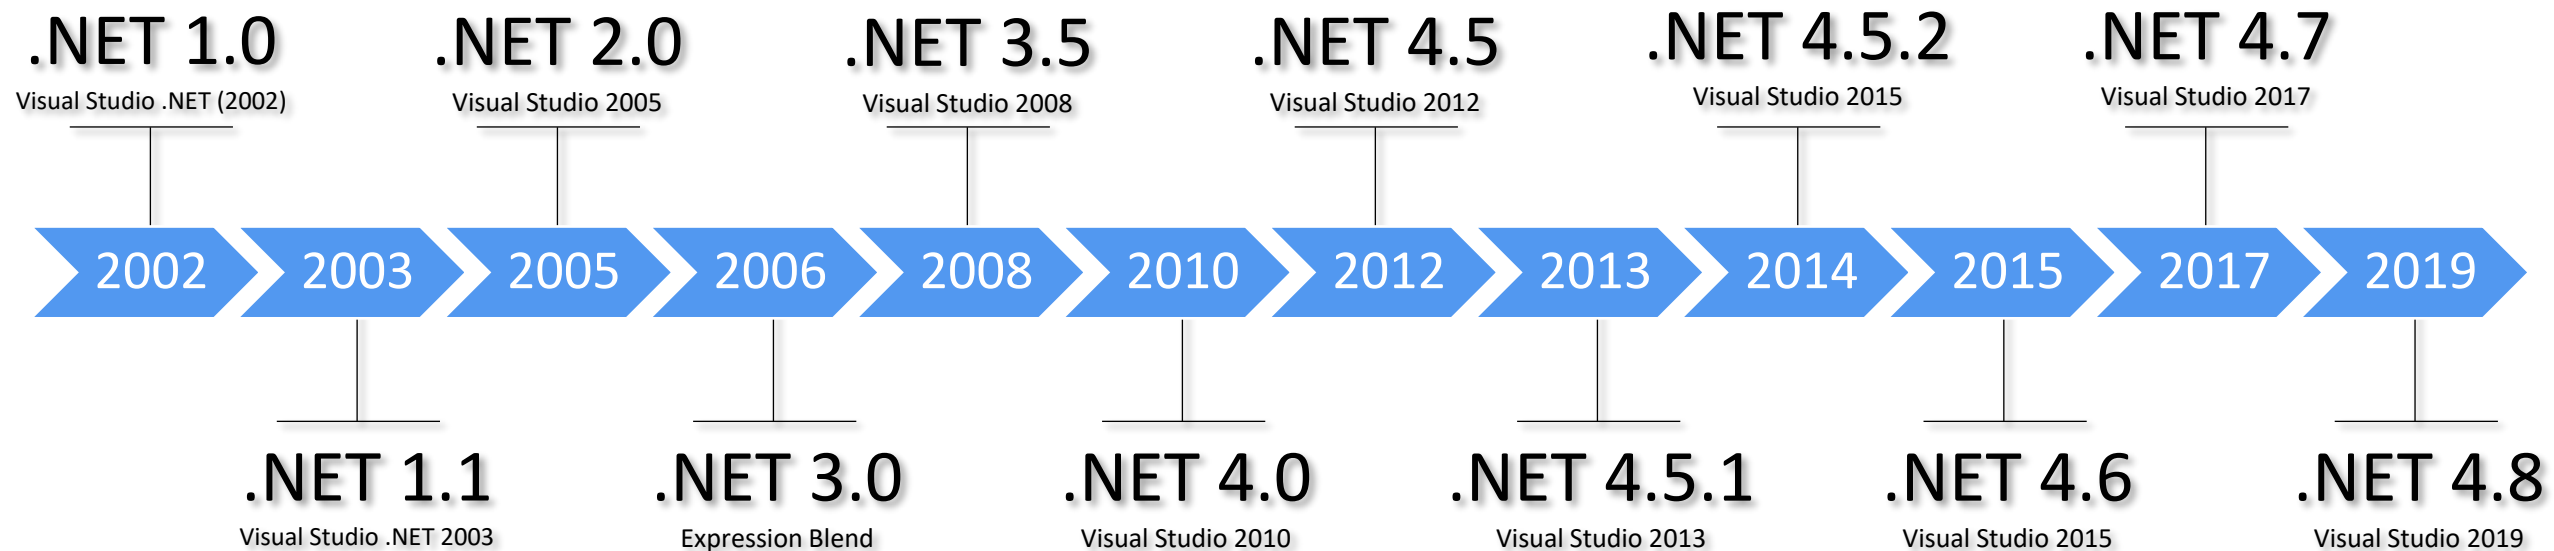 .NET 1.0
Visual Studio .NET (2002)
.NET 2.0
Visual Studio 2005
.NET 3.5
Visual Studio 2008
.NET 4.5
Visual Studio 2012
.NET 4.5.2
Visual Studio 2015
.NET 4.7
Visual Studio 2017
2002
2003
2005
2006
2008
2010
2012
2013
2014
2015
2017
2019
.NET 1.1
Visual Studio .NET 2003
.NET 3.0
Expression Blend
.NET 4.0
Visual Studio 2010
.NET 4.5.1
Visual Studio 2013
.NET 4.6
Visual Studio 2015
.NET 4.8
Visual Studio 2019